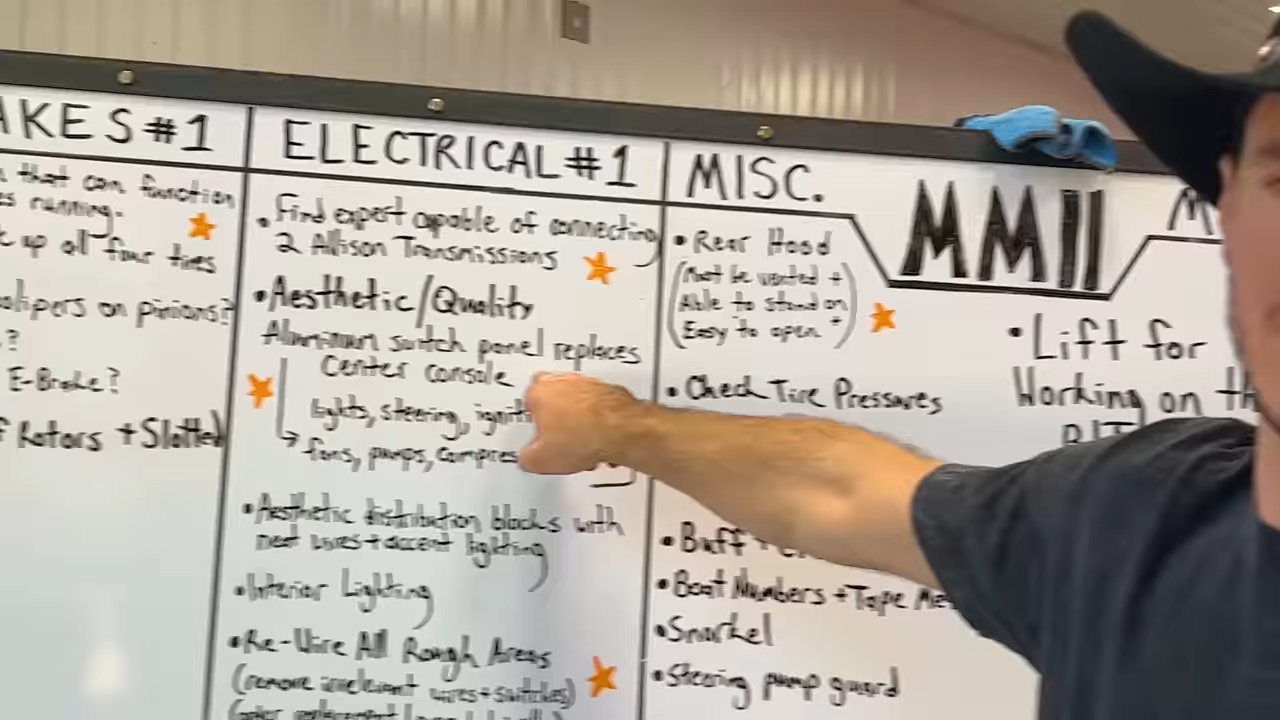 AKES #1
that can function
es running.
k up all four tires
calipers on pinions?
?
E-Brake?
Rotors + Slotted
ELECTRICAL #1
• Find expert capable of connecting
2 Allison Transmissions
• Aesthetic/Quality
Aluminum switch panel replaces
Center console
lights, steering, igniti
fans, pumps, compres
• Aesthetic distribution blocks with
neat wires + accent lighting
• Interior Lighting
• Re-Wire All Rough Areas
(remove irrelevant wires + switches)
MISC.
• Rear Hood
(Must be vented +
Able to stand on
Easy to open +)
• Check Tire Pressures
• Buff +
• Boat Numbers + Tape Me
• Snorkel
• Steering pump guard
MMII
M
• Lift for
Working on th